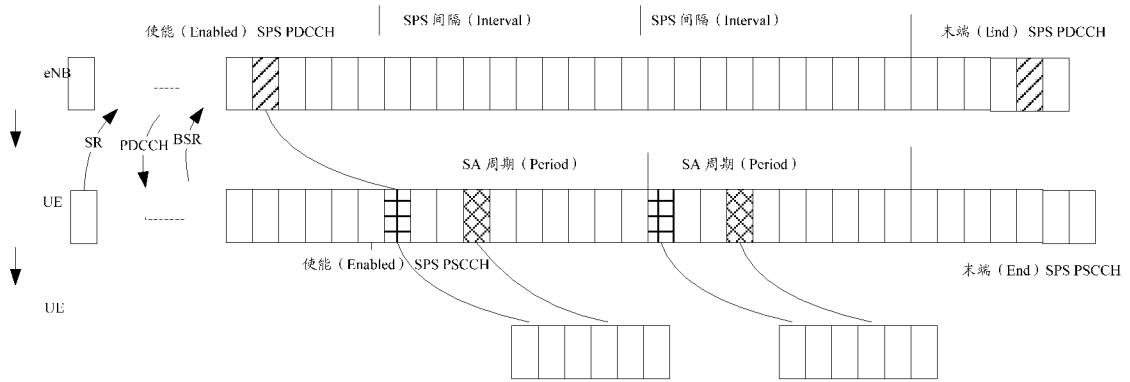 SPS 间隔（Interval）
SPS 间隔（Interval）
使能（Enabled）SPS PDCCH
末端（End）SPS PDCCH
eNB
SR
PDCCH
BSR
SA 周期（Period）
SA 周期（Period）
UE
使能（Enabled）SPS PSCCH
末端（End）SPS PSCCH
UE